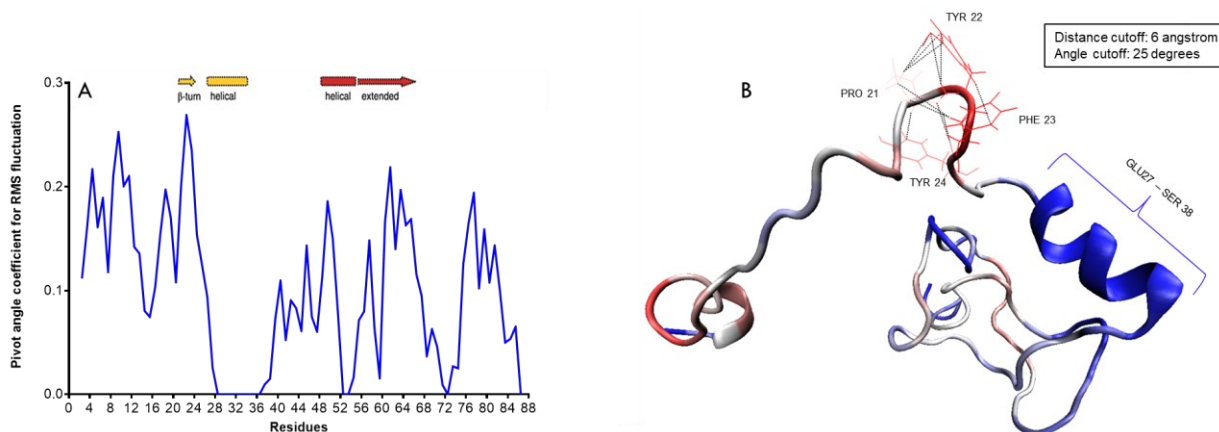 A
β-turn helical helical extended
Pivot angle coefficient for RMS fluctuation
0.3
0.2
0.1
0.0
0 4 8 12 16 20 24 28 32 36 40 44 48 52 56 60 64 68 72 76 80 84 88
Residues
B
TYR 22
Distance cutoff: 6 angstrom
Angle cutoff: 25 degrees
PRO 21
PHE 23
TYR 24
GLU27 – SER 38